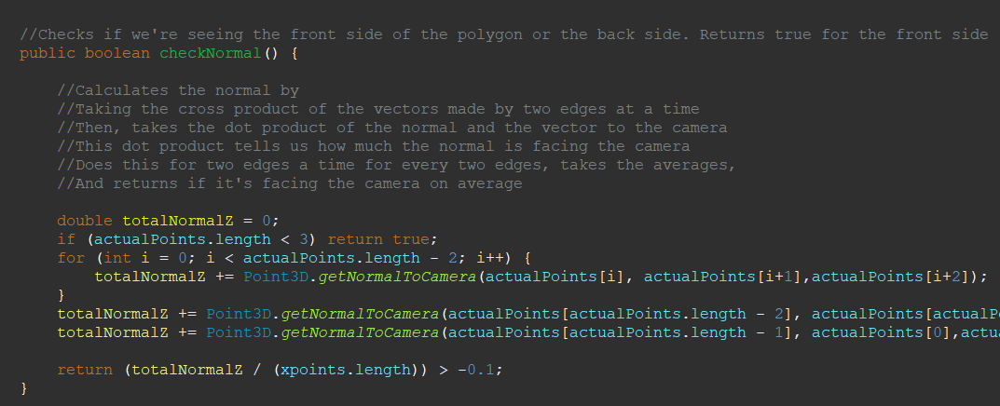 //Checks if we're seeing the front side of the polygon or the back side. Returns true for the front side
public boolean checkNormal() {
//Calculates the normal by
//Taking the cross product of the vectors made by two edges at a time
//Then, takes the dot product of the normal and the vector to the camera
//This dot product tells us how much the normal is facing the camera
//Does this for two edges a time for every two edges, takes the averages,
//And returns if it's facing the camera on average
double totalNormalZ = 0;
if (actualPoints.length < 3) return true;
for (int i = 0; i < actualPoints.length - 2; i++) {
totalNormalZ += Point3D.getNormalToCamera(actualPoints[i], actualPoints[i+1],actualPoints[i+2]);
}
totalNormalZ += Point3D.getNormalToCamera(actualPoints[actualPoints.length - 2], actualPoints[actualP
totalNormalZ += Point3D.getNormalToCamera(actualPoints[actualPoints.length - 1], actualPoints[0],actu
return (totalNormalZ / (xpoints.length)) > -0.1;
}